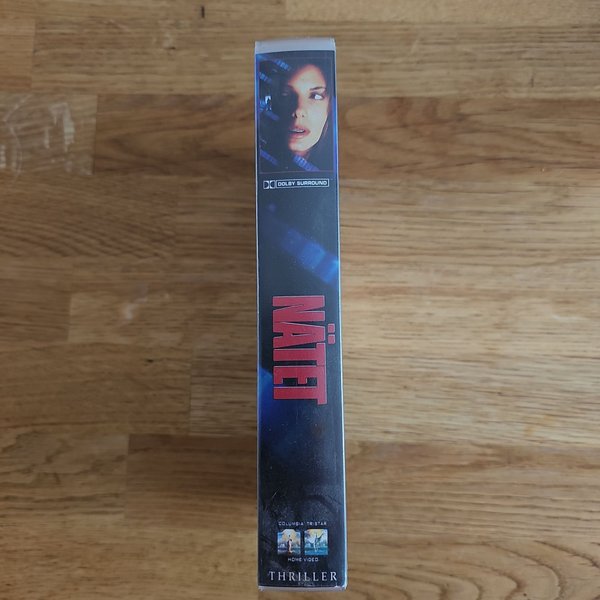 DOLBY SURROUND
NÄTET
COLUMBIA TRISTAR
HOME VIDEO
THRILLER